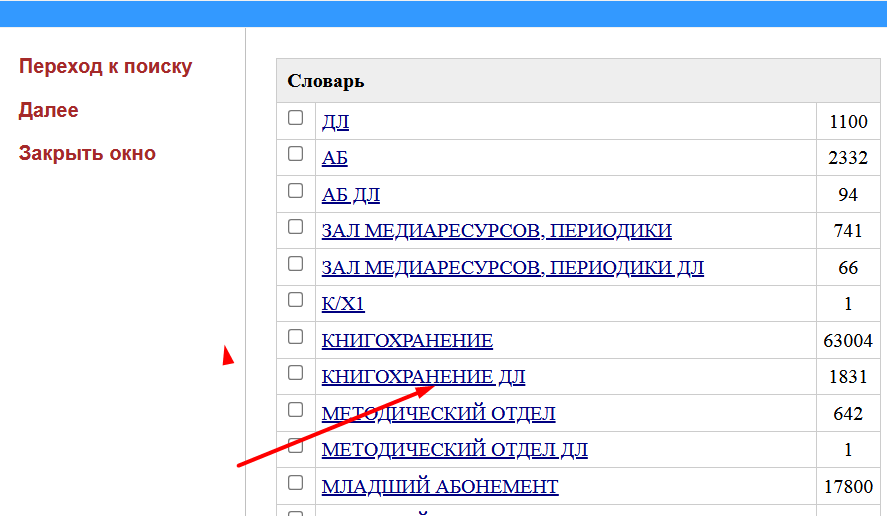 Переход к поиску
Далее
Закрыть окно
Словарь
ДЛ 1100
АБ 2332
АБ ДЛ 94
ЗАЛ МЕДИАРЕСУРСОВ, ПЕРИОДИКИ 741
ЗАЛ МЕДИАРЕСУРСОВ, ПЕРИОДИКИ ДЛ 66
К/Х1 1
КНИГОХРАНЕНИЕ 63004
КНИГОХРАНЕНИЕ ДЛ 1831
МЕТОДИЧЕСКИЙ ОТДЕЛ 642
МЕТОДИЧЕСКИЙ ОТДЕЛ ДЛ 1
МЛАДШИЙ АБОНЕМЕНТ 17800